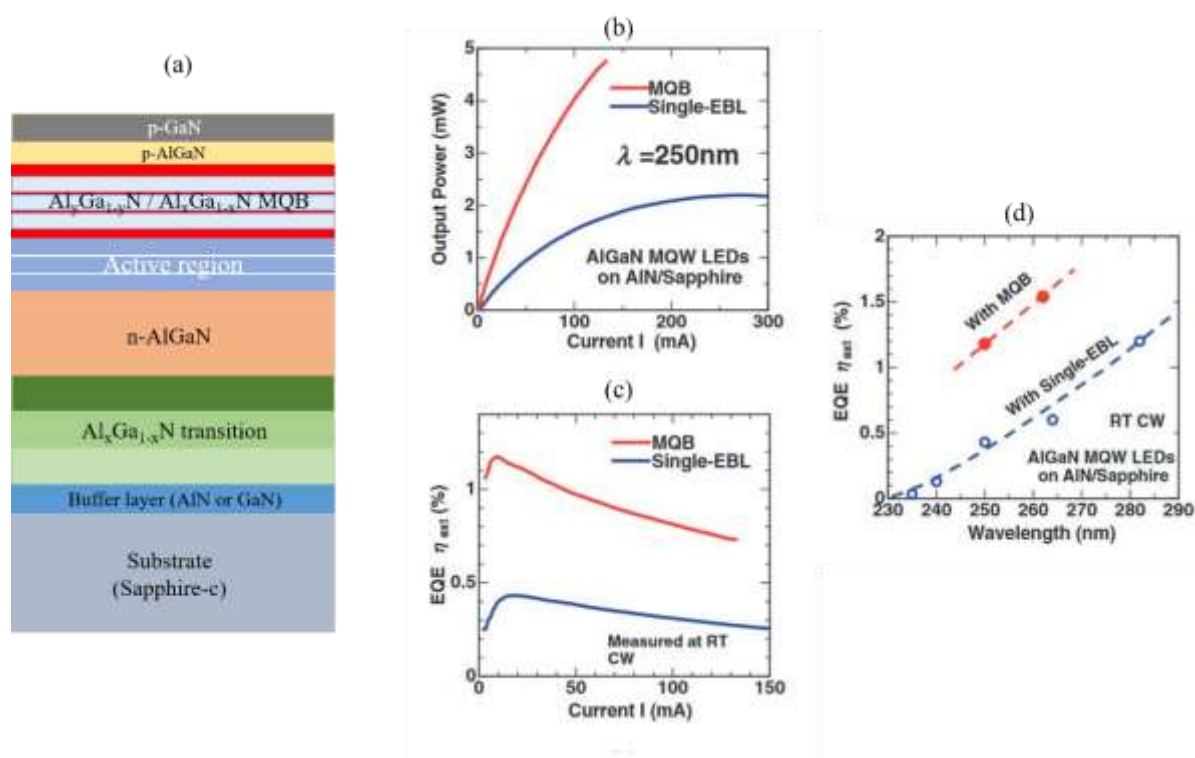 (a)
p-GaN
p-AlGaN
AlyGa1-yN / AlxGa1-xN MQB
Active region
n-AlGaN
AlxGa1-xN transition
Buffer layer (AlN or GaN)
Substrate
(Sapphire-c)
(b)
Output Power (mW)
5
4
3
2
1
0
MQB
Single-EBL
λ =250nm
AlGaN MQW LEDs
on AlN/Sapphire
0
100
200
300
Current I (mA)
(c)
EQE η ext (%)
1
0.5
0
MQB
Single-EBL
Measured at RT
CW
0
50
100
150
Current I (mA)
(d)
EQE ηext (%)
2
1.5
1
0.5
0
With MQB
With Single-EBL
RT CW
AlGaN MQW LEDs
on AlN/Sapphire
230
240
250
260
270
280
290
Wavelength (nm)